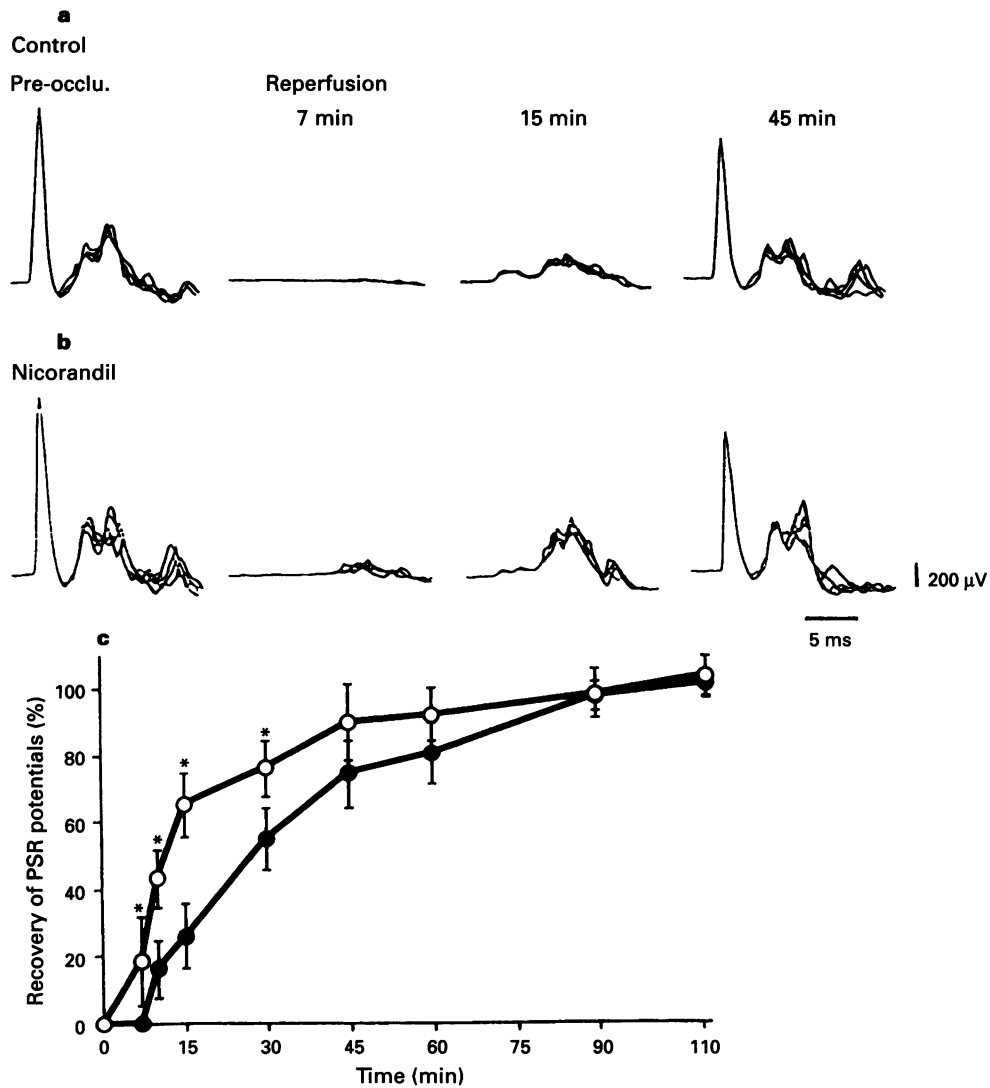 a
Control
Pre-occlu.
Reperfusion
7 min
15 min
45 min
b
Nicorandil
200 µV
5 ms
c
Recovery of PSR potentials (%)
100
80
60
40
20
0
*
*
*
*
0 15 30 45 60 75 90 110
Time (min)